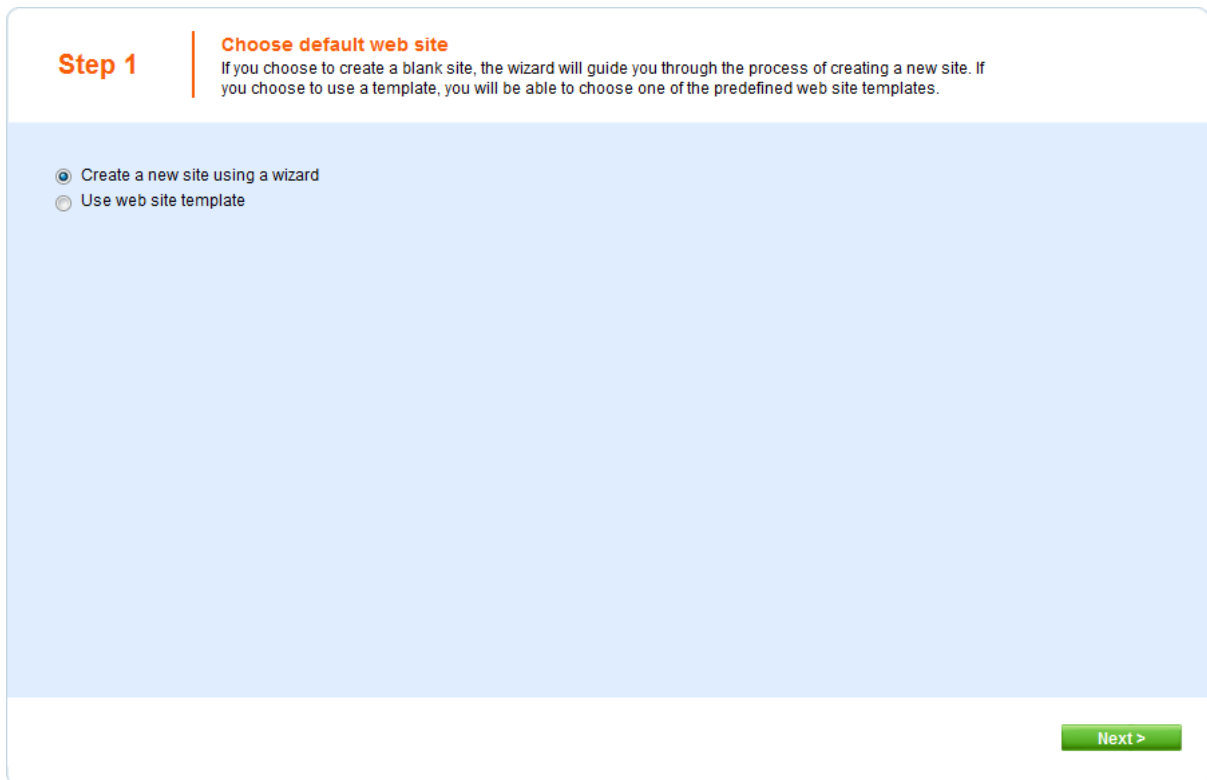 Step 1
Choose default web site
If you choose to create a blank site, the wizard will guide you through the process of creating a new site. If
you choose to use a template, you will be able to choose one of the predefined web site templates.
Create a new site using a wizard
Use web site template
Next >